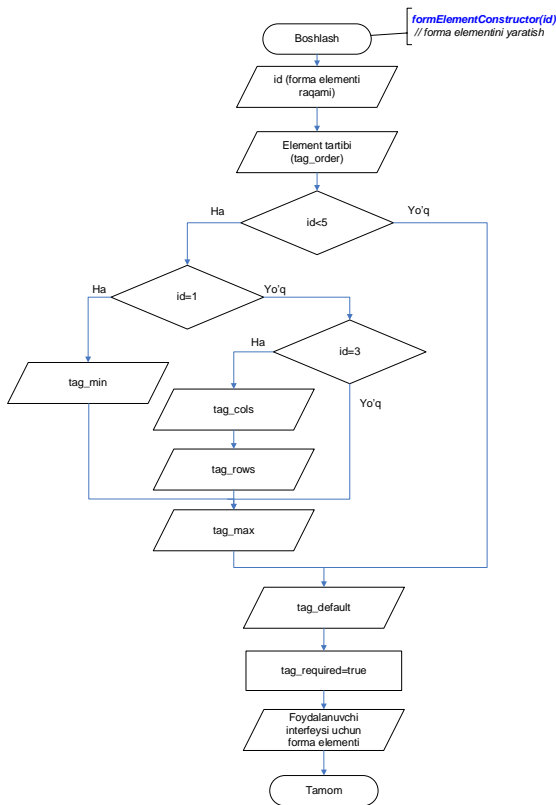 formElementConstructor(id)
// forma elementini yaratish
Boshlash
id (forma elementi
raqami)
Element tartibi
(tag_order)
id<5
Ha
Yo'q
id=1
Ha
Yo'q
id=3
Ha
Yo'q
tag_min
tag_cols
tag_rows
tag_max
tag_default
tag_required=true
Foydalanuvchi
interfeysi uchun
forma elementi
Tamom